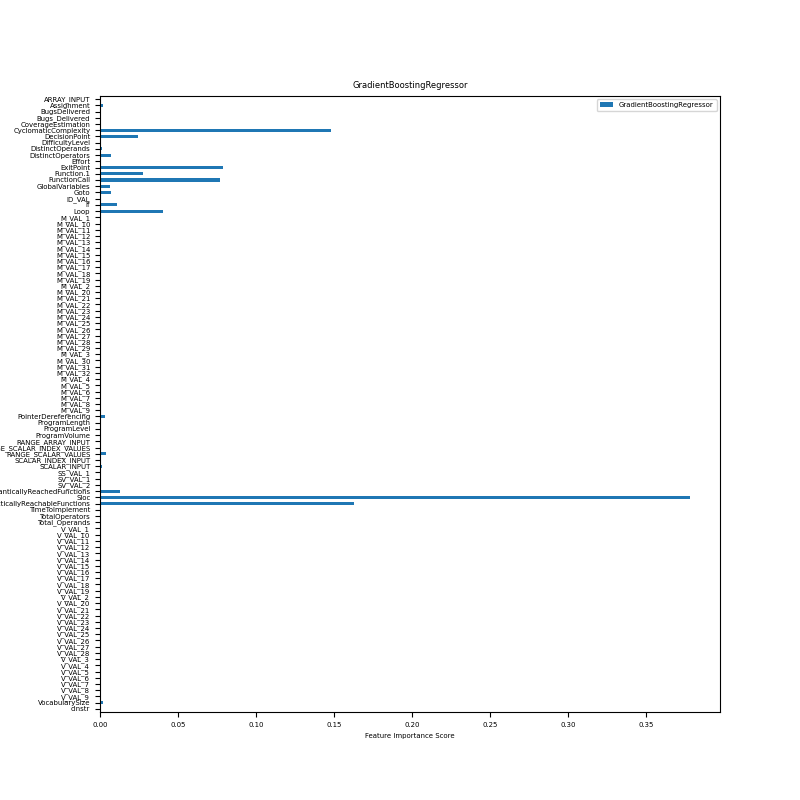 GradientBoostingRegressor
GradientBoostingRegressor
ARRAY_INPUT
Assignment
BugsDelivered
Bugs_Delivered
CoverageEstimation
CyclomaticComplexity
DecisionPoint
DifficultyLevel
DistinctOperands
DistinctOperators
Effort
ExitPoint
Function.1
FunctionCall
GlobalVariables
Goto
ID_VAL
If
Loop
M_VAL_1
M_VAL_10
M_VAL_11
M_VAL_12
M_VAL_13
M_VAL_14
M_VAL_15
M_VAL_16
M_VAL_17
M_VAL_18
M_VAL_19
M_VAL_2
M_VAL_20
M_VAL_21
M_VAL_22
M_VAL_23
M_VAL_24
M_VAL_25
M_VAL_26
M_VAL_27
M_VAL_28
M_VAL_29
M_VAL_3
M_VAL_30
M_VAL_31
M_VAL_32
M_VAL_4
M_VAL_5
M_VAL_6
M_VAL_7
M_VAL_8
M_VAL_9
PointerDereferencing
ProgramLength
ProgramLevel
ProgramVolume
RANGE_ARRAY_INPUT
E_SCALAR_INDEX_VALUES
RANGE_SCALAR_VALUES
SCALAR_INDEX_INPUT
SCALAR_INPUT
SS_VAL_1
SV_VAL_1
SV_VAL_2
anticallyReachedFunctions
Sloc
ticallyReachableFunctions
TimeToImplement
TotalOperators
Total_Operands
V_VAL_1
V_VAL_10
V_VAL_11
V_VAL_12
V_VAL_13
V_VAL_14
V_VAL_15
V_VAL_16
V_VAL_17
V_VAL_18
V_VAL_19
V_VAL_2
V_VAL_20
V_VAL_21
V_VAL_22
V_VAL_23
V_VAL_24
V_VAL_25
V_VAL_26
V_VAL_27
V_VAL_28
V_VAL_3
V_VAL_4
V_VAL_5
V_VAL_6
V_VAL_7
V_VAL_8
V_VAL_9
VocabularySize
cinstr
0.00 0.05 0.10 0.15 0.20 0.25 0.30 0.35
Feature Importance Score